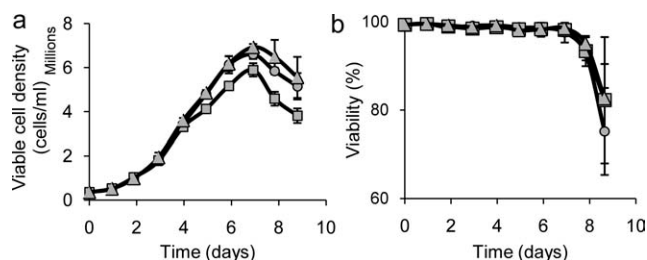 a
Viable cell density
(cells/ml)
Millions
8
6
4
2
0
0 2 4 6 8 10
Time (days)
b
Viability (%)
100
80
60
0 2 4 6 8 10
Time (days)